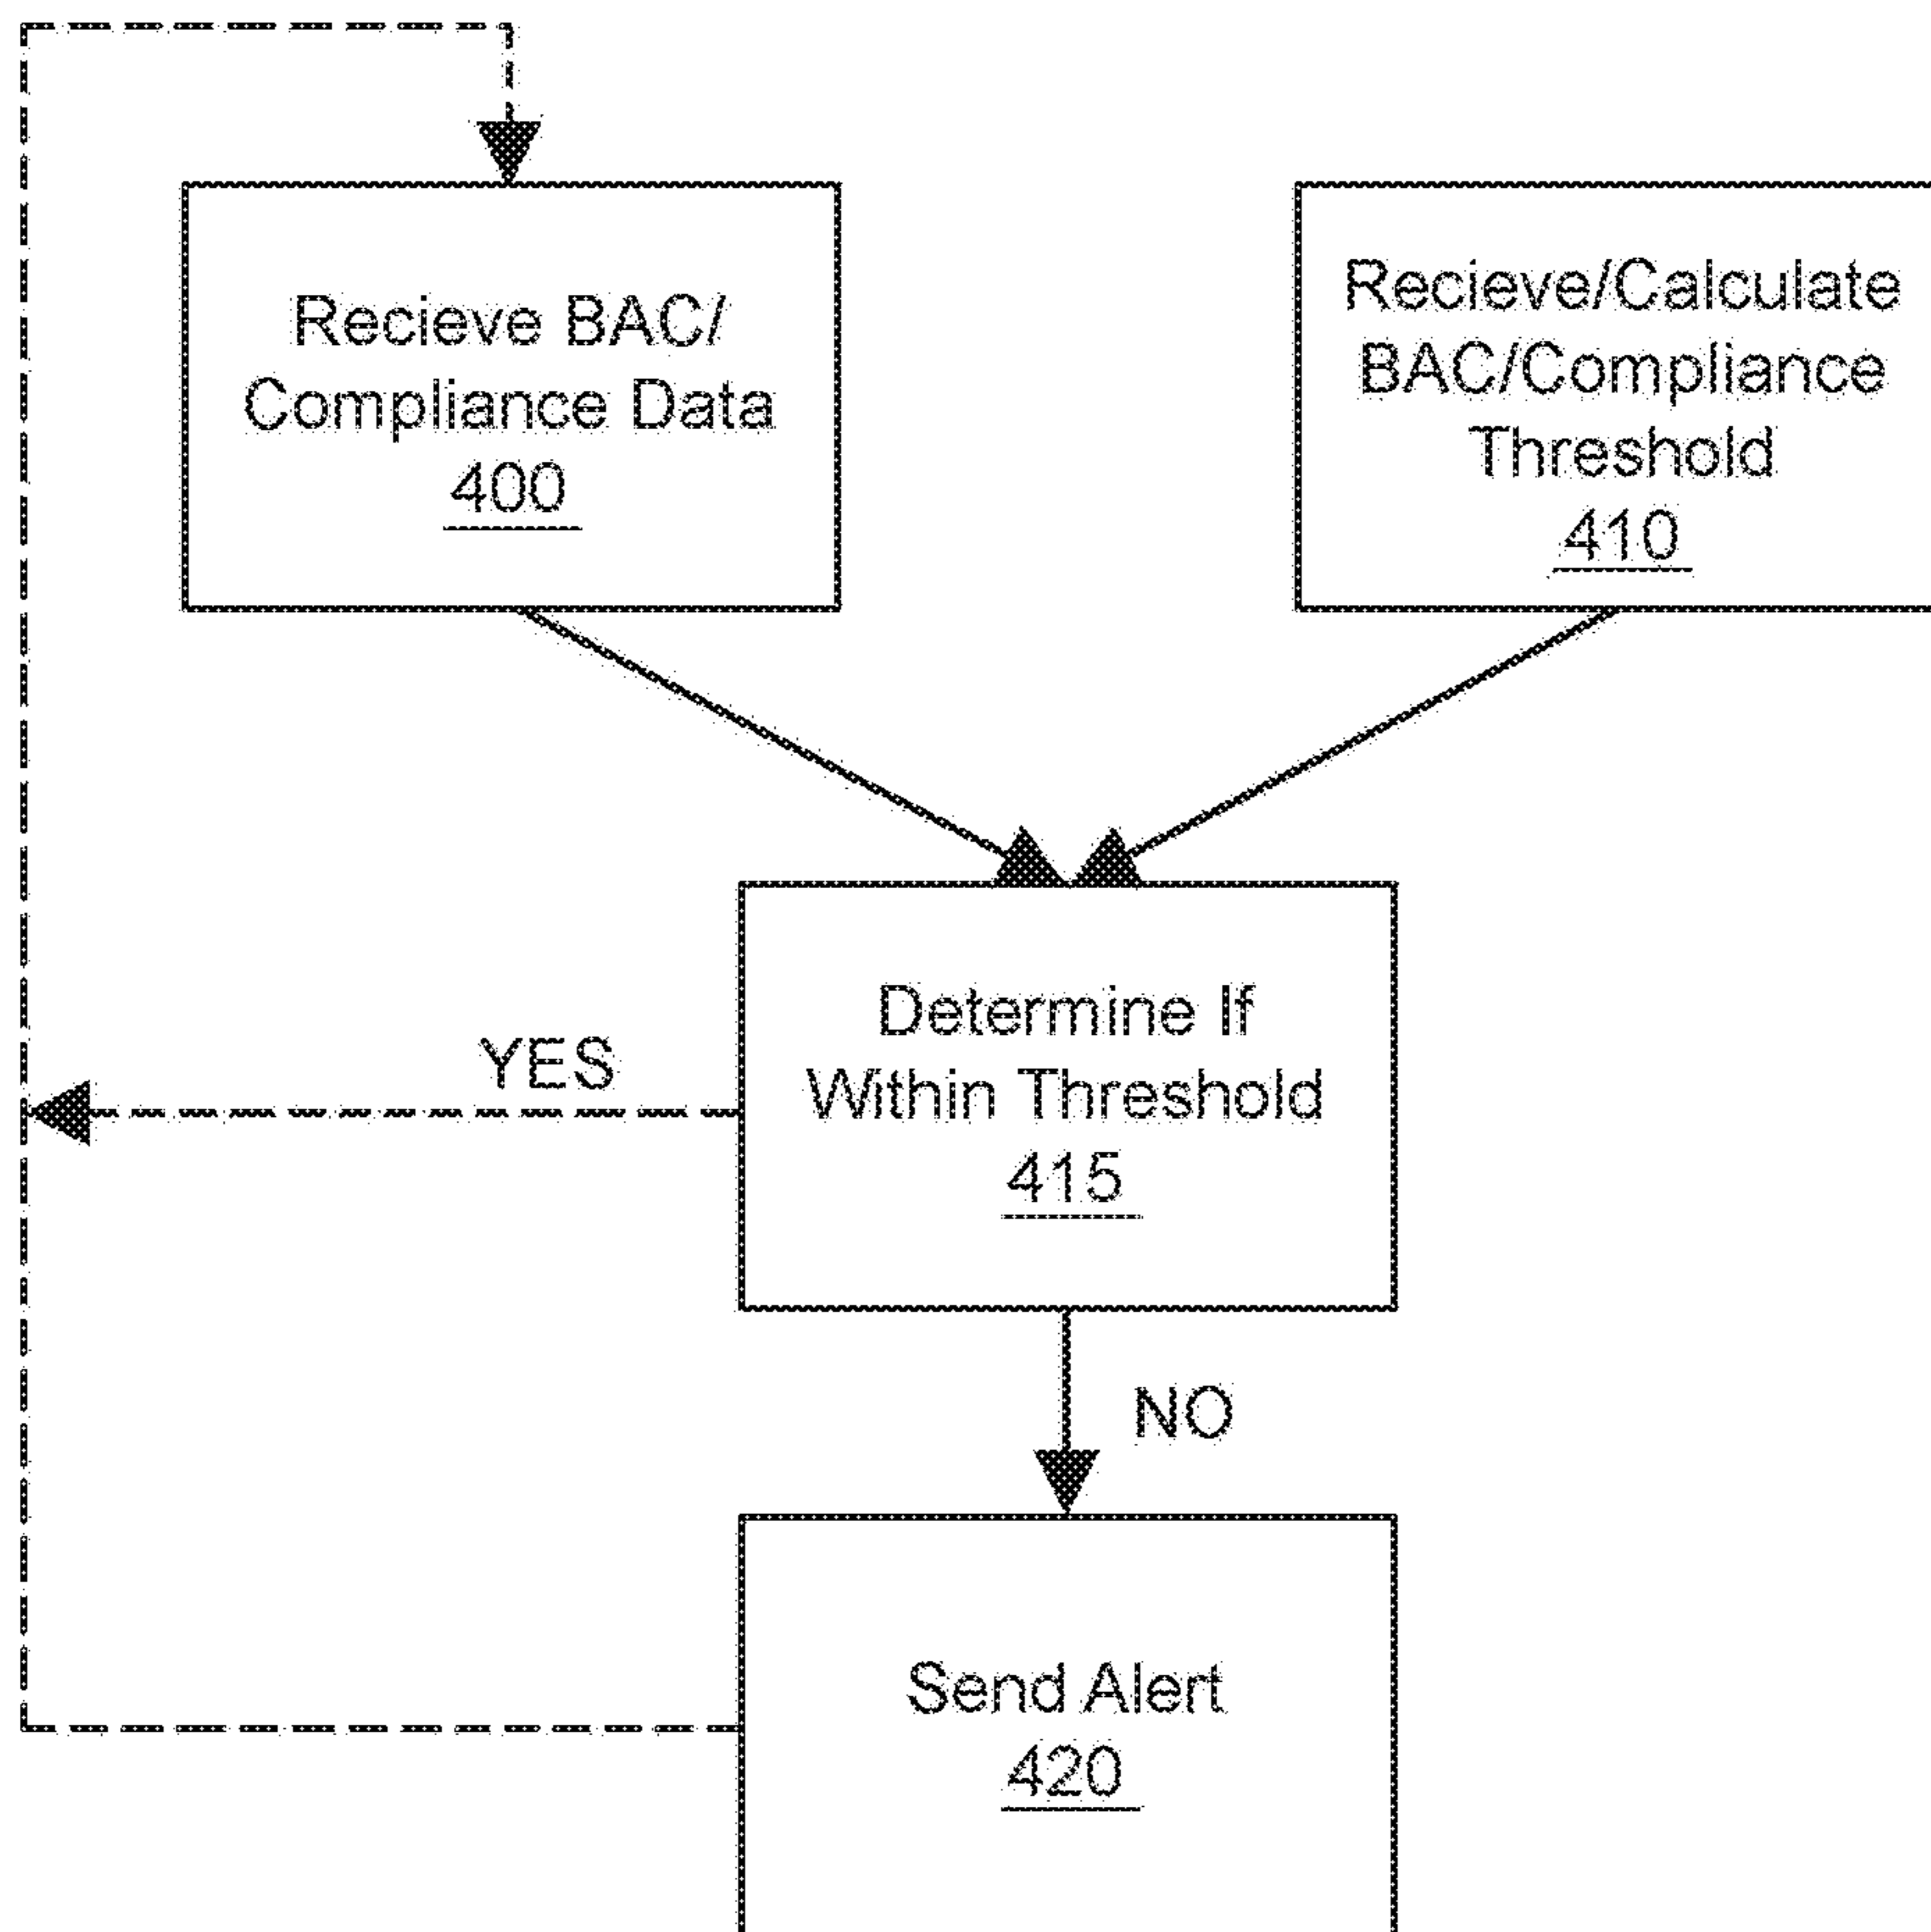 Recieve BAC/
Compliance Data
400
Recieve/Calculate
BAC/Compliance
Threshold
410
Determine If
Within Threshold
415
YES
NO
Send Alert
420